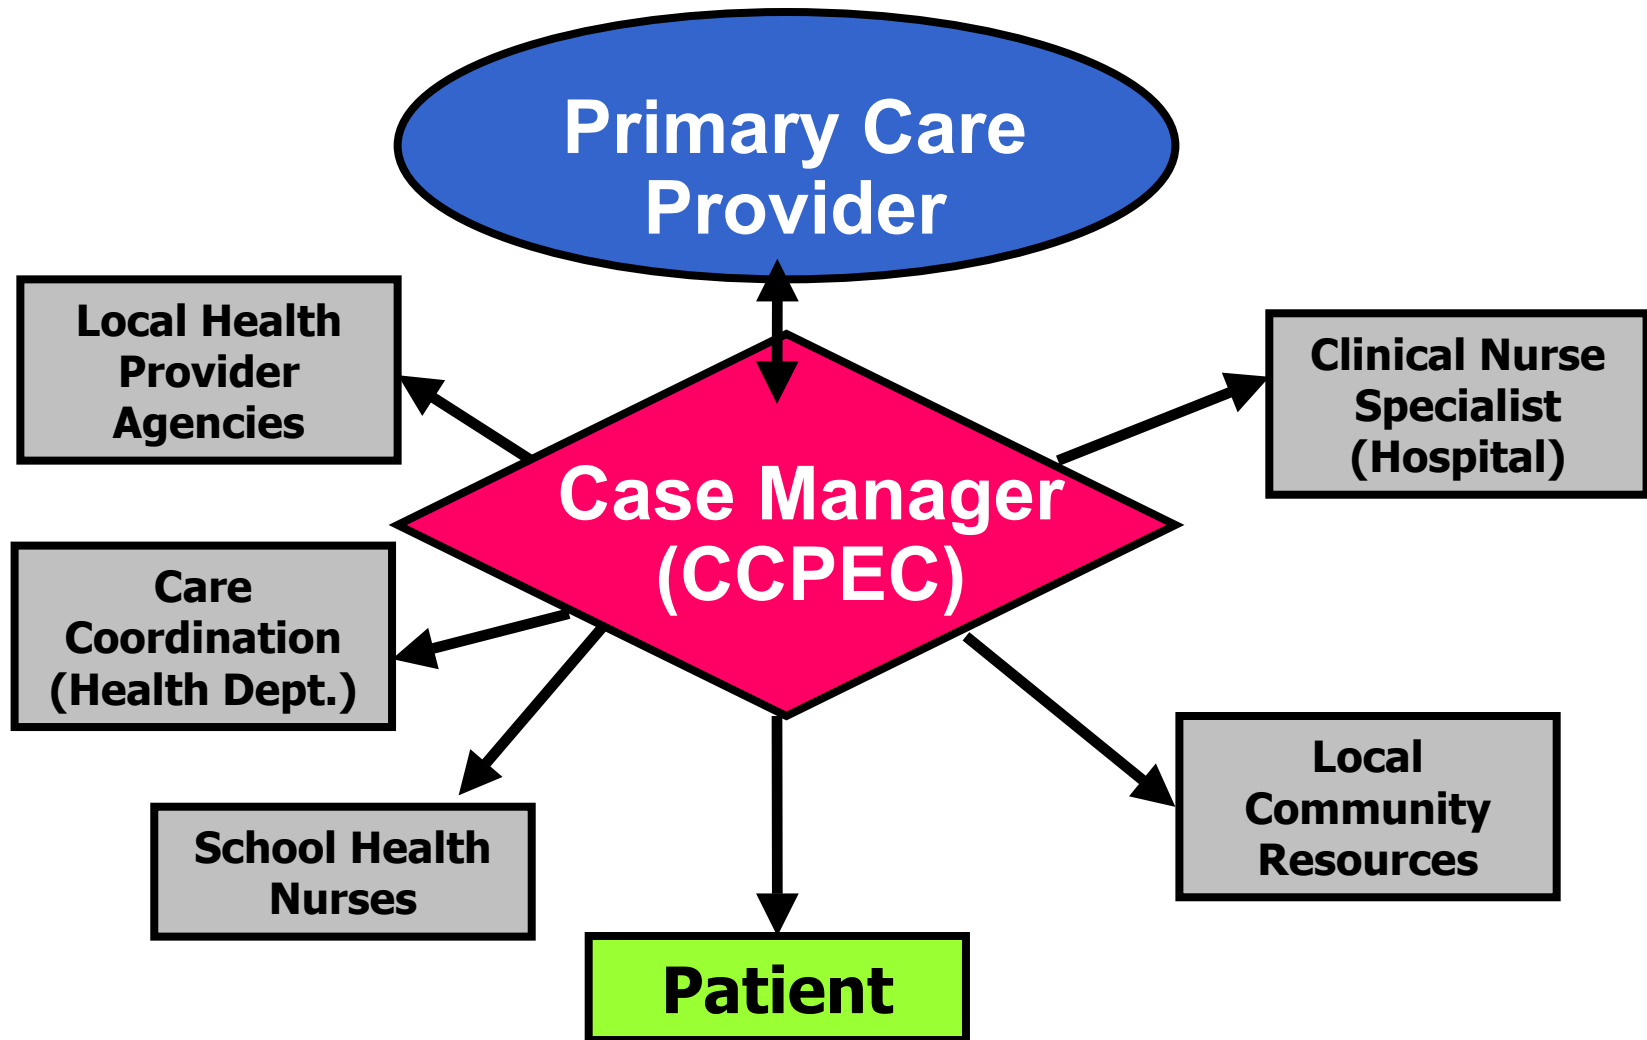 Primary Care
Provider
Local Health
Provider
Agencies
Clinical Nurse
Specialist
(Hospital)
Case Manager
(CCPEC)
Care
Coordination
(Health Dept.)
Local
Community
Resources
School Health
Nurses
Patient